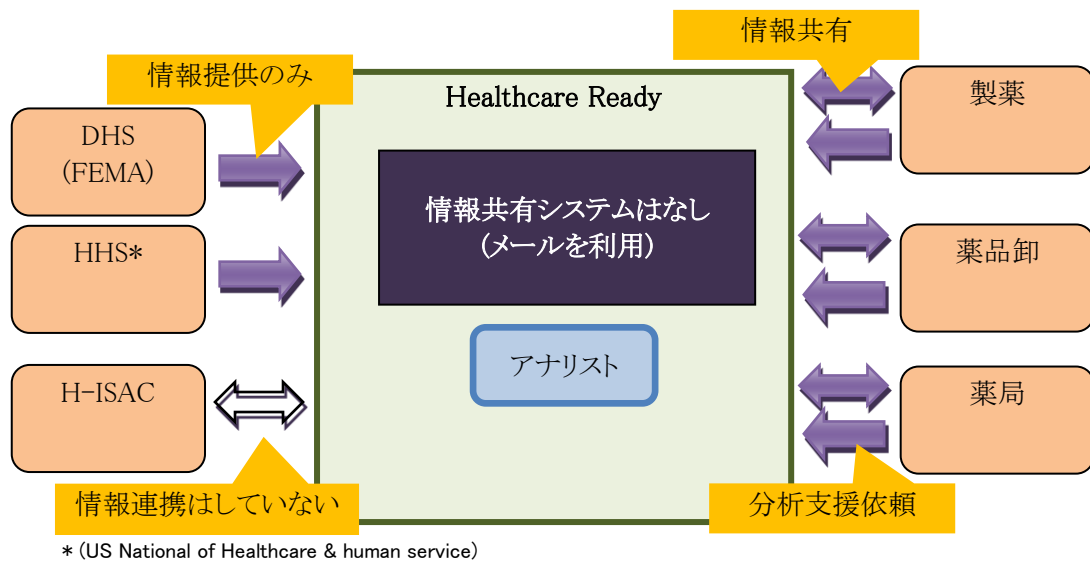 情報共有
情報提供のみ
Healthcare Ready
製薬
DHS
(FEMA)
情報共有システムはなし
(メールを利用)
HHS*
薬品卸
アナリスト
H-ISAC
薬局
情報連携はしていない
分析支援依頼
* (US National of Healthcare & human service)